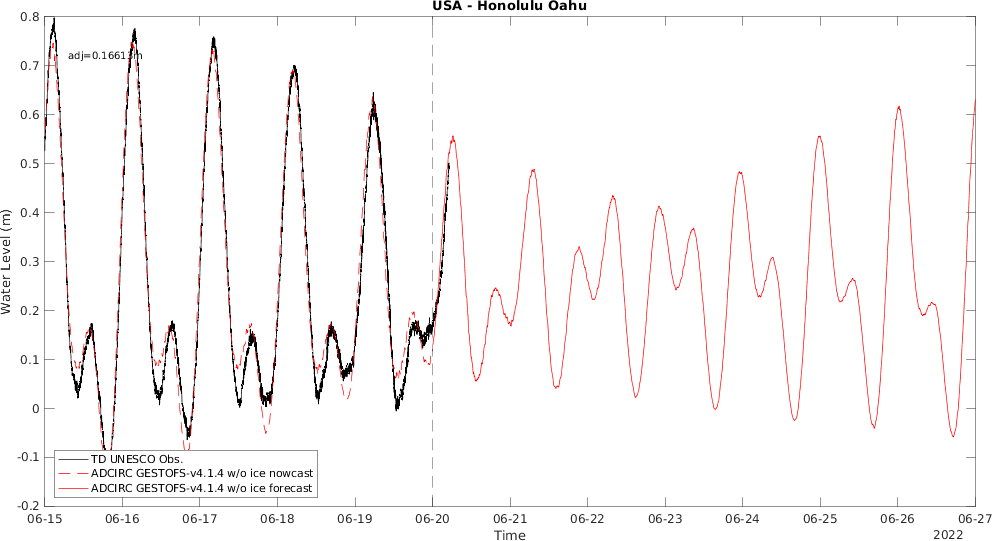 USA - Honolulu Oahu
0.8
adj=0.1661 m
0.7
0.6
0.5
0.4
0.3
0.2
0.1
0
-0.1
-0.2
Water Level (m)
TD UNESCO Obs.
ADCIRC GESTOFS-v4.1.4 w/o ice nowcast
ADCIRC GESTOFS-v4.1.4 w/o ice forecast
06-15 06-16 06-17 06-18 06-19 06-20 06-21 06-22 06-23 06-24 06-25 06-26 06-27
Time
2022